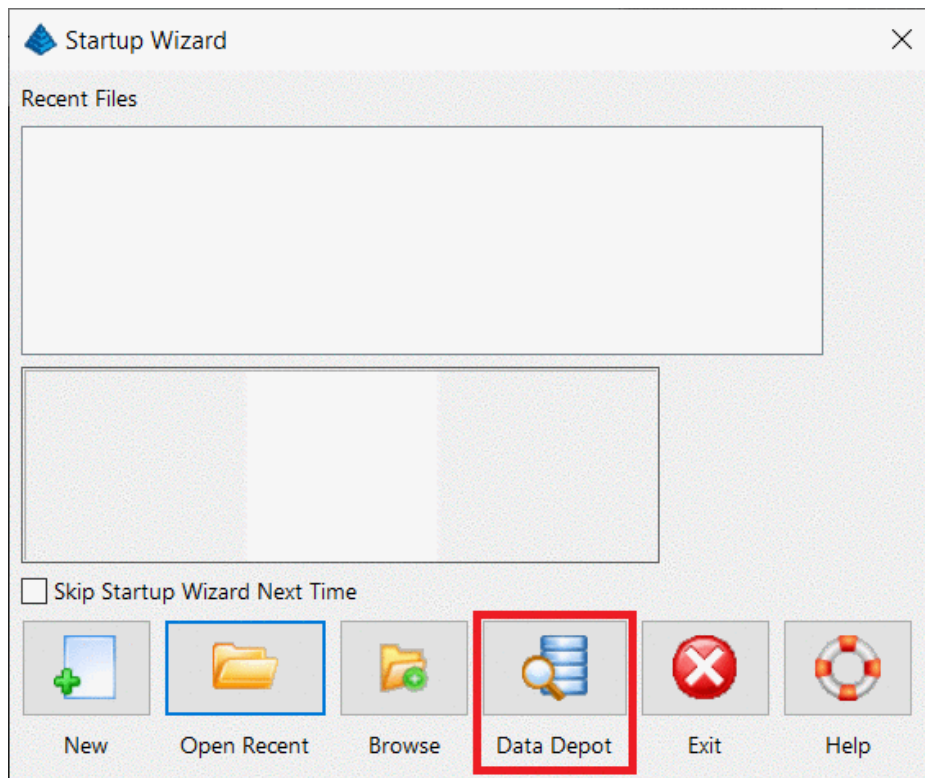 Startup Wizard
Recent Files
Skip Startup Wizard Next Time
New Open Recent Browse Data Depot Exit Help